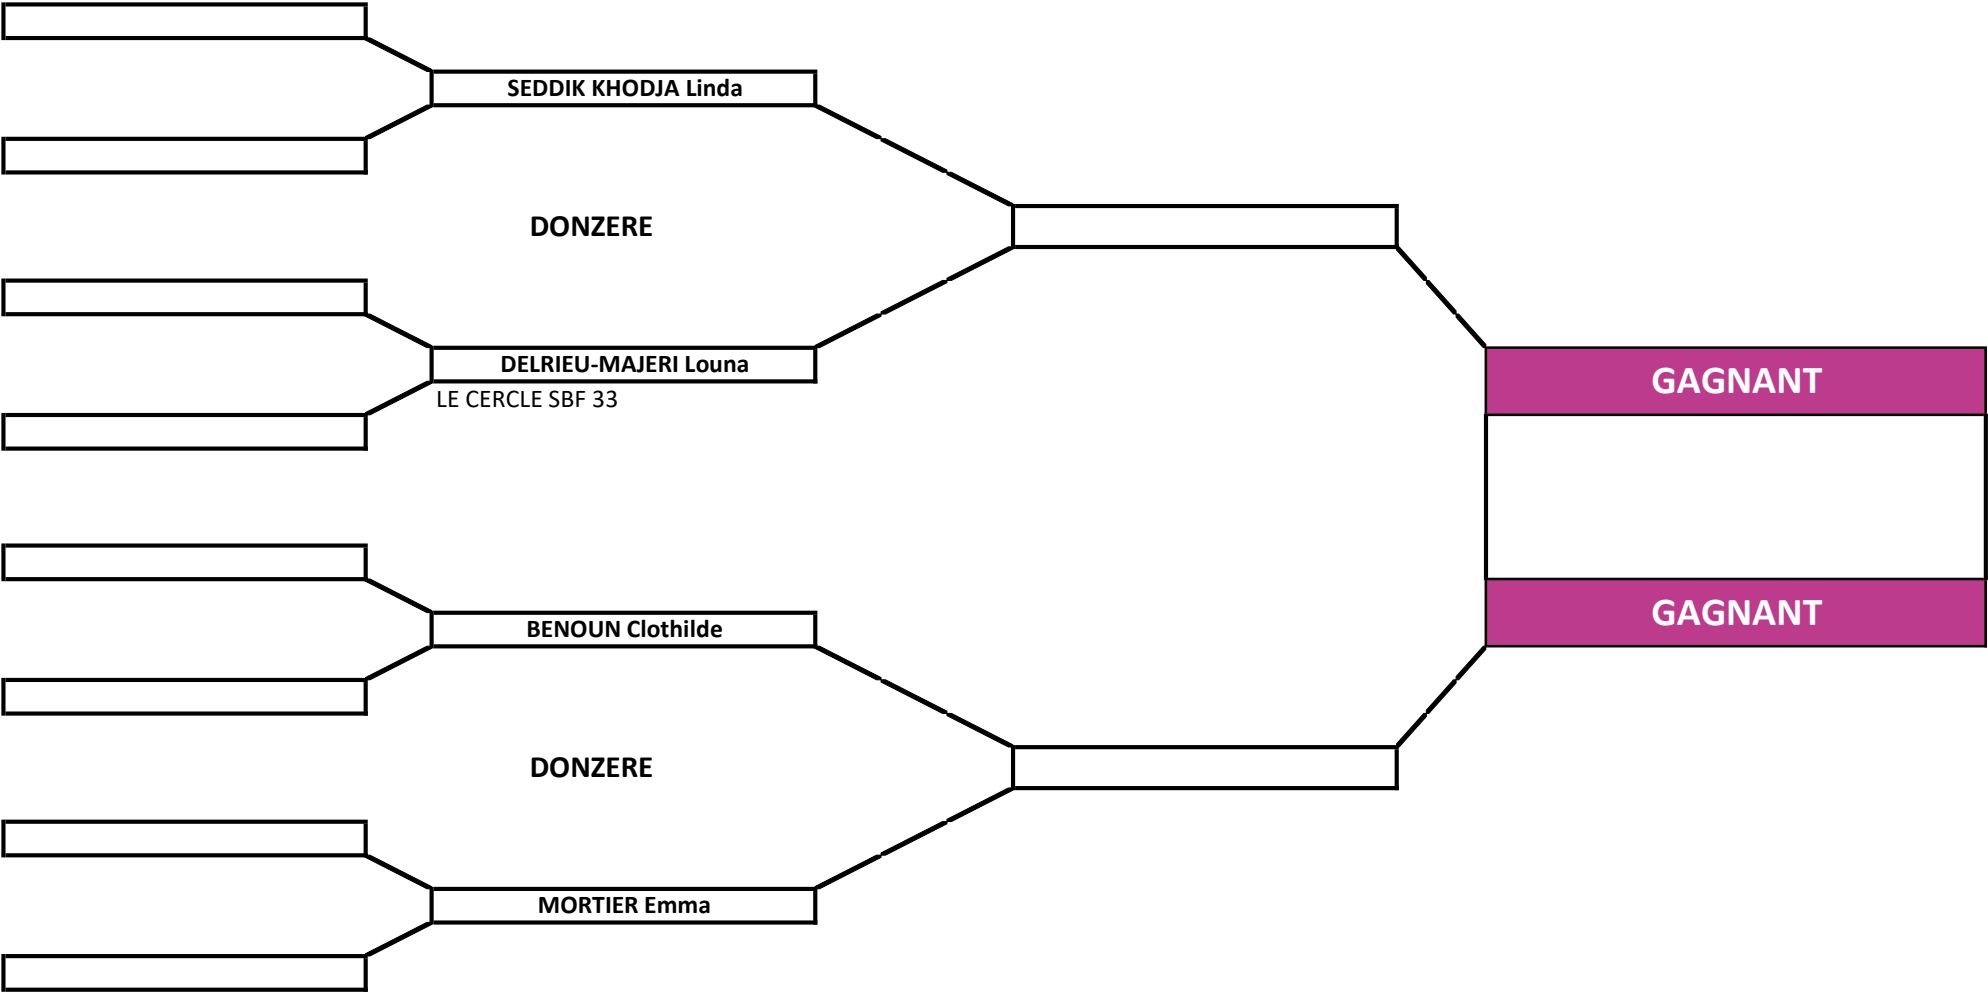 SEDDIK KHODJA Linda
DONZERE
DELRIEU-MAJERI Louna
LE CERCLE SBF 33
GAGNANT
GAGNANT
BENOUN Clothilde
DONZERE
MORTIER Emma